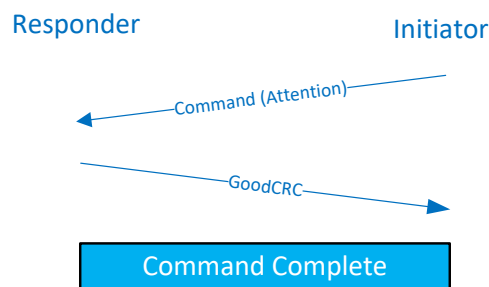 Responder
Initiator
Command (Attention)
GoodCRC
Command Complete